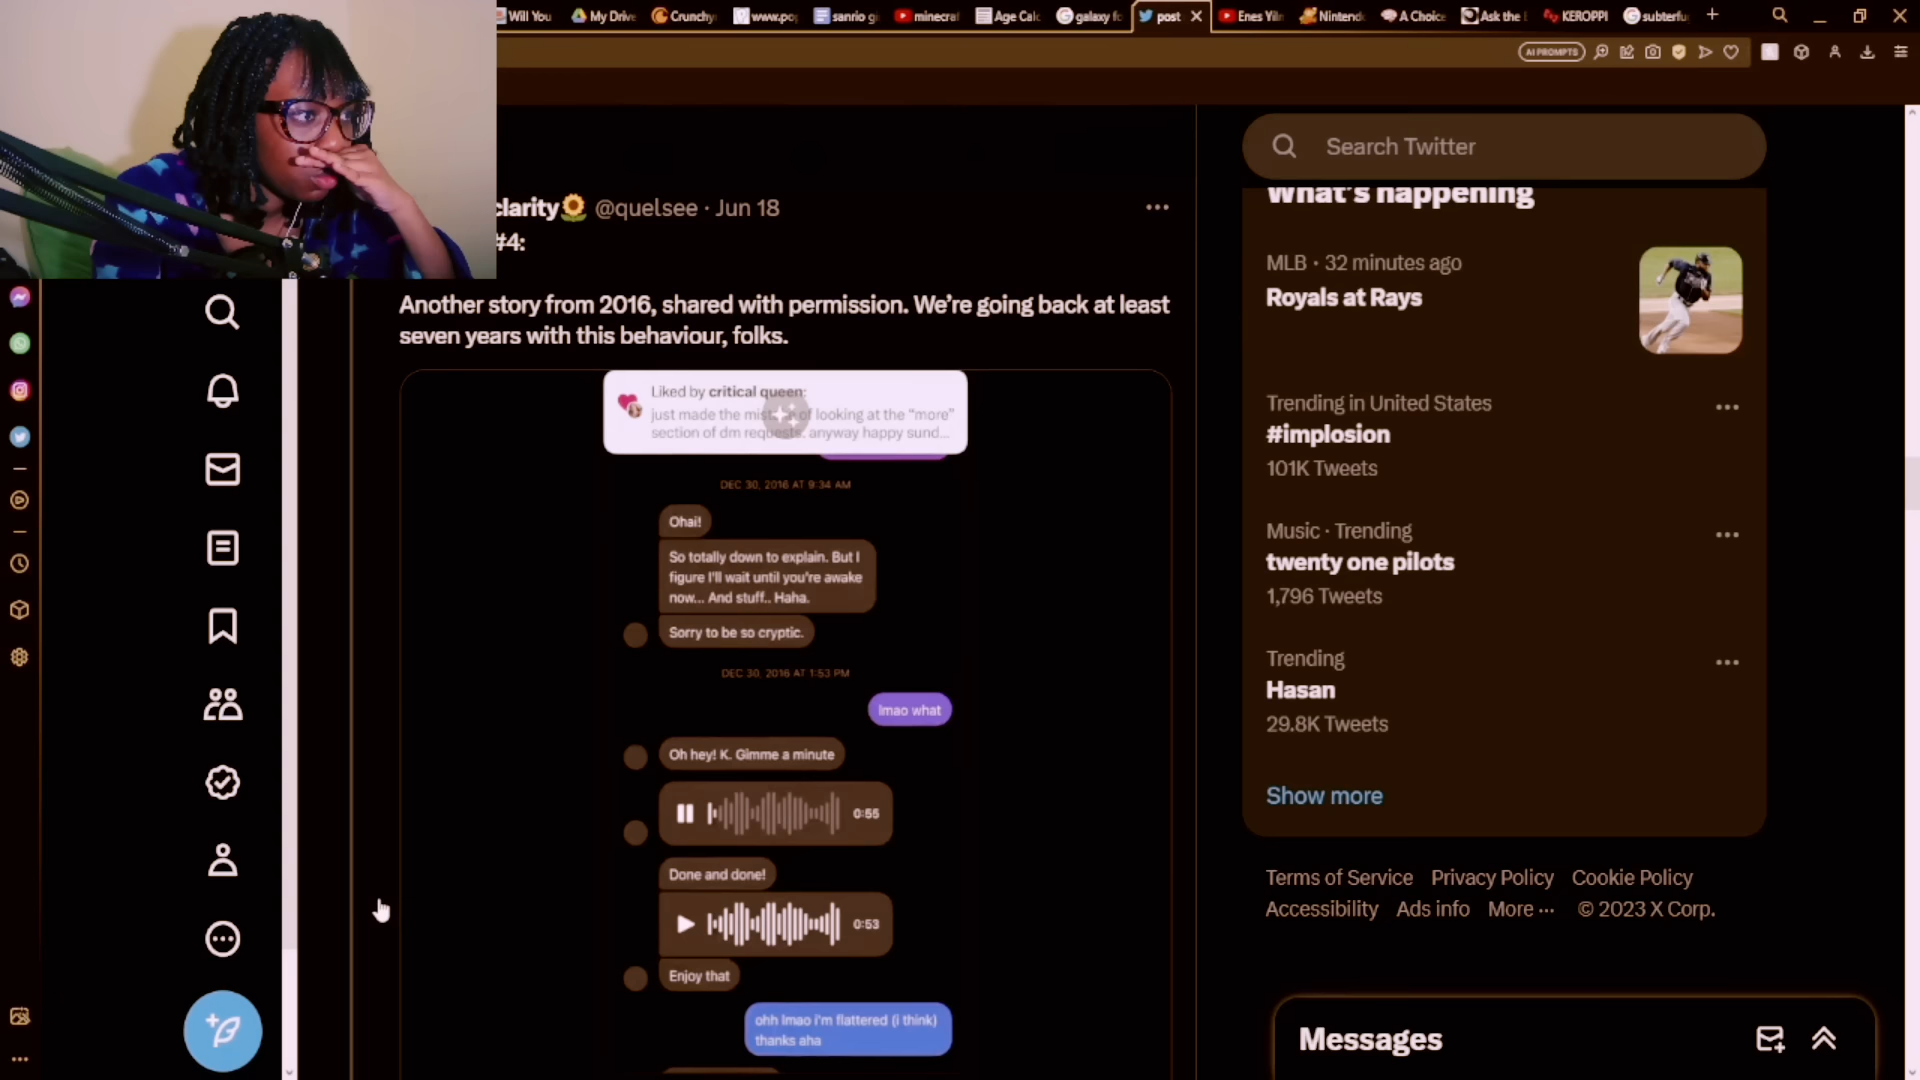 Will You
My Drive
Crunchy
www.po
sanrio g
minecra
Age Calc
galaxy fo
post
Enes Yiln
Nintend
A Choice
Ask the
KEROPPI
subterfu
AI PROMPTS
clarity🌻 @quelsee · Jun 18
#4:
Another story from 2016, shared with permission. We’re going back at least
seven years with this behaviour, folks.
Liked by critical queen:
just made the mistake of looking at the “more”
section of dm requests. anyway happy sund...
DEC 30, 2016 AT 9:34 AM
Ohai!
So totally down to explain. But I
figure I'll wait until you're awake
now... And stuff.. Haha.
Sorry to be so cryptic.
DEC 30, 2016 AT 1:53 PM
lmao what
Oh hey! K. Gimme a minute
0:55
Done and done!
0:53
Enjoy that
ohh lmao i'm flattered (i think)
thanks aha
Search Twitter
What’s happening
MLB · 32 minutes ago
Royals at Rays
Trending in United States
#implosion
101K Tweets
Music · Trending
twenty one pilots
1,796 Tweets
Trending
Hasan
29.8K Tweets
Show more
Terms of Service Privacy Policy Cookie Policy
Accessibility Ads info More ··· © 2023 X Corp.
Messages